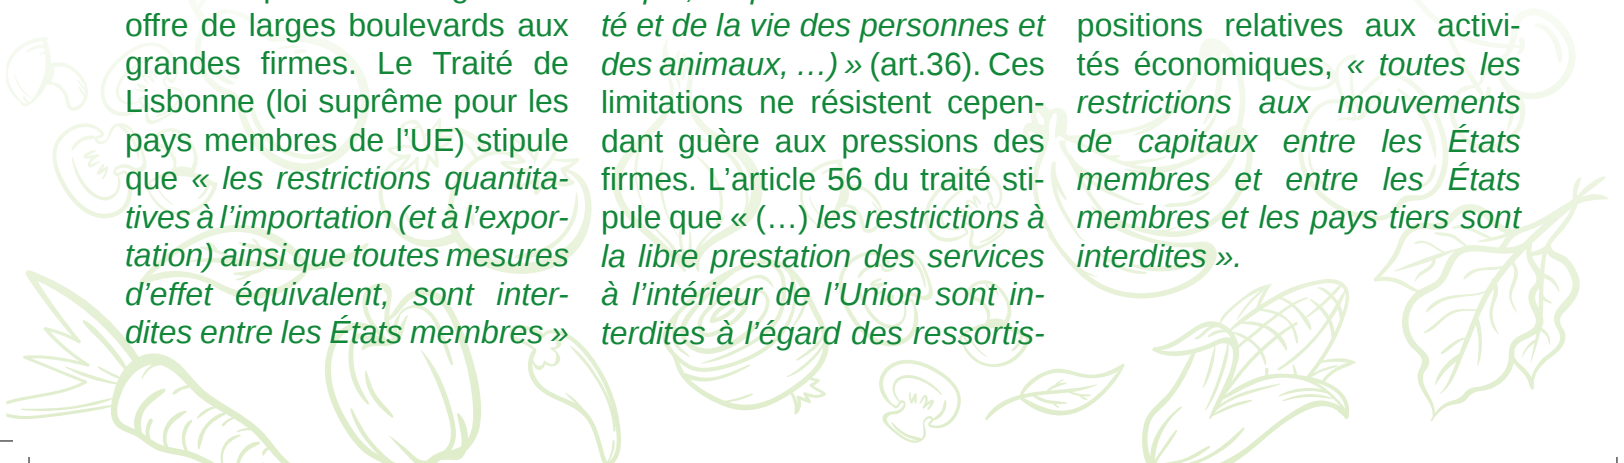 offre de larges boulevards aux
grandes firmes. Le Traité de
Lisbonne (loi suprême pour les
pays membres de l’UE) stipule
que « les restrictions quantita-
tives à l’importation (et à l’expor-
tation) ainsi que toutes mesures
d’effet équivalent, sont inter-
dites entre les États membres »
té et de la vie des personnes et
des animaux, …) » (art.36). Ces
limitations ne résistent cepen-
dant guère aux pressions des
firmes. L’article 56 du traité sti-
pule que « (…) les restrictions à
la libre prestation des services
à l’intérieur de l’Union sont in-
terdites à l’égard des ressortis-
positions relatives aux activi-
tés économiques, « toutes les
restrictions aux mouvements
de capitaux entre les États
membres et entre les États
membres et les pays tiers sont
interdites ».